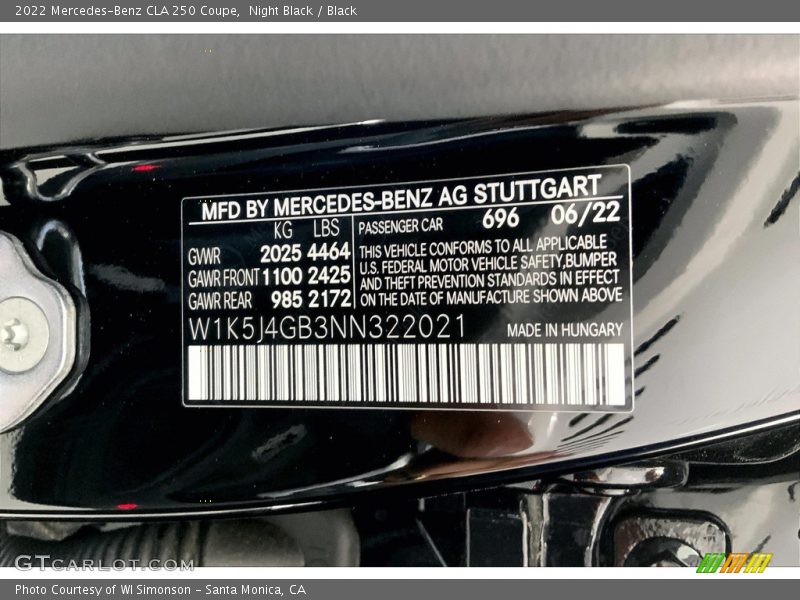 2022 Mercedes-Benz CLA 250 Coupe,  Night Black / Black
MFD BY MERCEDES-BENZ AG STUTTGART
KG LBS PASSENGER CAR 696 06/22
GVWR 2025 4464
GAWR FRONT 1100 2425
GAWR REAR 985 2172
THIS VEHICLE CONFORMS TO ALL APPLICABLE
U.S. FEDERAL MOTOR VEHICLE SAFETY,BUMPER
AND THEFT PREVENTION STANDARDS IN EFFECT
ON THE DATE OF MANUFACTURE SHOWN ABOVE
W1K5J4GB3NN322021 MADE IN HUNGARY
GTCARLOT.COM
Photo Courtesy of WI Simonson – Santa Monica, CA